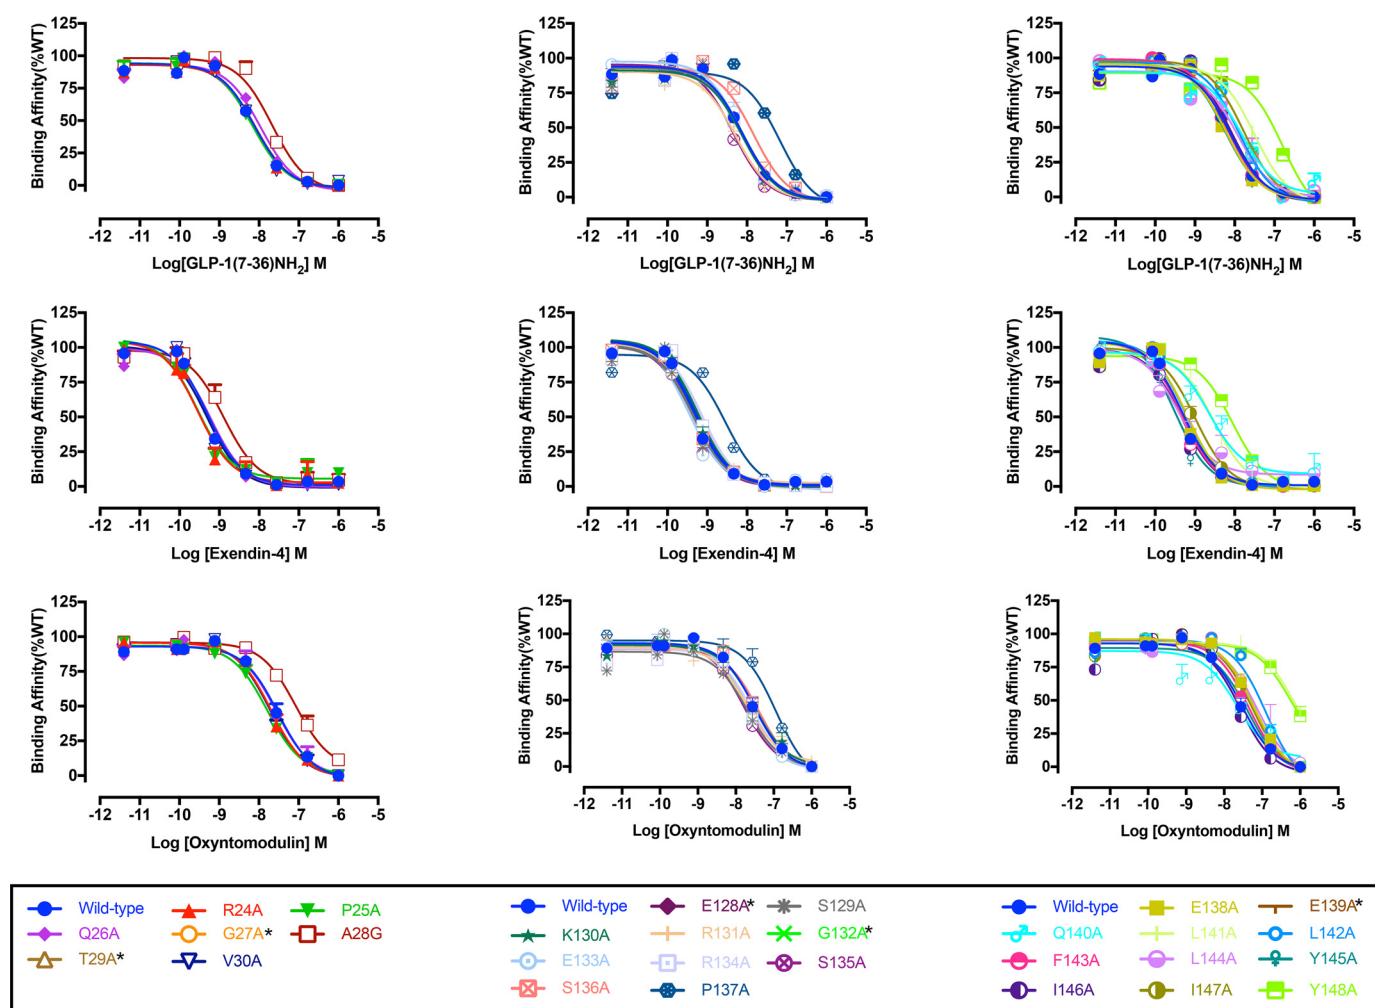 125
100
75
50
25
0
Binding Affinity(%WT)
-12 -11 -10 -9 -8 -7 -6 -5
Log[GLP-1(7-36)NH2] M
125
100
75
50
25
0
Binding Affinity(%WT)
-12 -11 -10 -9 -8 -7 -6 -5
Log[GLP-1(7-36)NH2] M
125
100
75
50
25
0
Binding Affinity(%WT)
-12 -11 -10 -9 -8 -7 -6 -5
Log[GLP-1(7-36)NH2] M
125
100
75
50
25
0
Binding Affinity(%WT)
-12 -11 -10 -9 -8 -7 -6 -5
Log [Exendin-4] M
125
100
75
50
25
0
Binding Affinity(%WT)
-12 -11 -10 -9 -8 -7 -6 -5
Log [Exendin-4] M
125
100
75
50
25
0
Binding Affinity(%WT)
-12 -11 -10 -9 -8 -7 -6 -5
Log [Exendin-4] M
125
100
75
50
25
0
Binding Affinity(%WT)
-12 -11 -10 -9 -8 -7 -6 -5
Log [Oxyntomodulin] M
125
100
75
50
25
0
Binding Affinity(%WT)
-12 -11 -10 -9 -8 -7 -6 -5
Log [Oxyntomodulin] M
125
100
75
50
25
0
Binding Affinity(%WT)
-12 -11 -10 -9 -8 -7 -6 -5
Log [Oxyntomodulin] M
Wild-type R24A P25A
Q26A G27A* A28G
T29A* V30A
Wild-type E128A* S129A
K130A R131A G132A*
E133A R134A S135A
S136A P137A
Wild-type E138A E139A*
Q140A L141A L142A
F143A L144A Y145A
I146A I147A Y148A